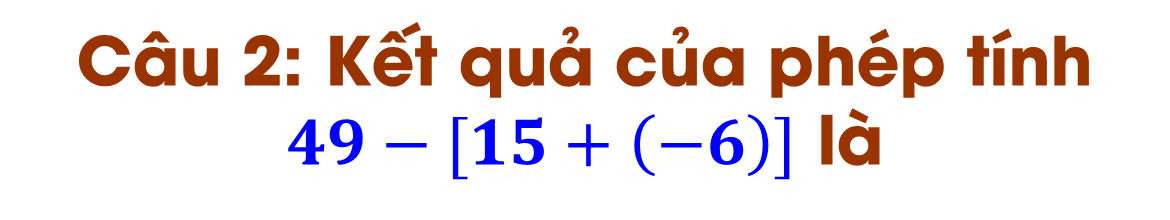 Câu 2: Kết quả của phép tính
49 − [15 + (−6)] là